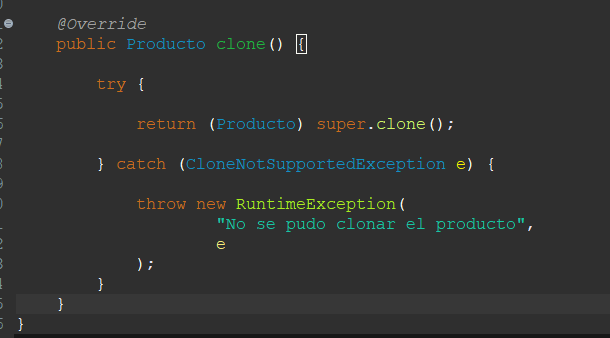 @Override
public Producto clone() {
try {
return (Producto) super.clone();
} catch (CloneNotSupportedException e) {
throw new RuntimeException(
"No se pudo clonar el producto",
e
);
}
}
}